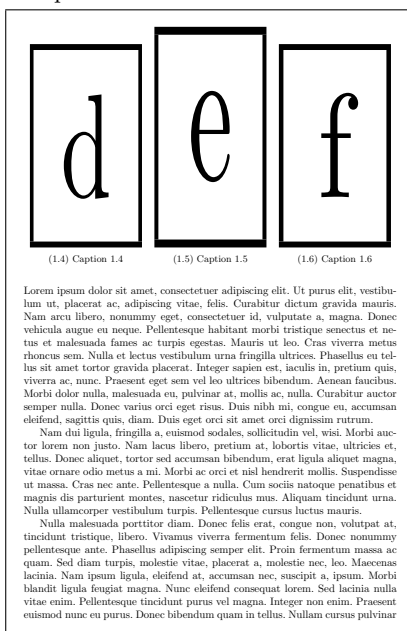 d e f
(1.4) Caption 1.4 (1.5) Caption 1.5 (1.6) Caption 1.6
Lorem ipsum dolor sit amet, consectetuer adipiscing elit. Ut purus elit, vestibu-
lum ut, placerat ac, adipiscing vitae, felis. Curabitur dictum gravida mauris.
Nam arcu libero, nonummy eget, consectetuer id, vulputate a, magna. Donec
vehicula augue eu neque. Pellentesque habitant morbi tristique senectus et ne-
tus et malesuada fames ac turpis egestas. Mauris ut leo. Cras viverra metus
rhoncus sem. Nulla et lectus vestibulum urna fringilla ultrices. Phasellus eu tel-
lus sit amet tortor gravida placerat. Integer sapien est, iaculis in, pretium quis,
viverra ac, nunc. Praesent eget sem vel leo ultrices bibendum. Aenean faucibus.
Morbi dolor nulla, malesuada eu, pulvinar at, mollis ac, nulla. Curabitur auctor
semper nulla. Donec varius orci eget risus. Duis nibh mi, congue eu, accumsan
eleifend, sagittis quis, diam. Duis eget orci sit amet orci dignissim rutrum.
Nam dui ligula, fringilla a, euismod sodales, sollicitudin vel, wisi. Morbi auc-
tor lorem non justo. Nam lacus libero, pretium at, lobortis vitae, ultricies et,
tellus. Donec aliquet, tortor sed accumsan bibendum, erat ligula aliquet magna,
vitae ornare odio metus a mi. Morbi ac orci et nisl hendrerit mollis. Suspendisse
ut massa. Cras nec ante. Pellentesque a nulla. Cum sociis natoque penatibus et
magnis dis parturient montes, nascetur ridiculus mus. Aliquam tincidunt urna.
Nulla ullamcorper vestibulum turpis. Pellentesque cursus luctus mauris.
Nulla malesuada porttitor diam. Donec felis erat, congue non, volutpat at,
tincidunt tristique, libero. Vivamus viverra fermentum felis. Donec nonummy
pellentesque ante. Phasellus adipiscing semper elit. Proin fermentum massa ac
quam. Sed diam turpis, molestie vitae, placerat a, molestie nec, leo. Maecenas
lacinia. Nam ipsum ligula, eleifend at, accumsan nec, suscipit a, ipsum. Morbi
blandit ligula feugiat magna. Nunc eleifend consequat lorem. Sed lacinia nulla
vitae enim. Pellentesque tincidunt purus vel magna. Integer non enim. Praesent
euismod nunc eu purus. Donec bibendum quam in tellus. Nullam cursus pulvinar